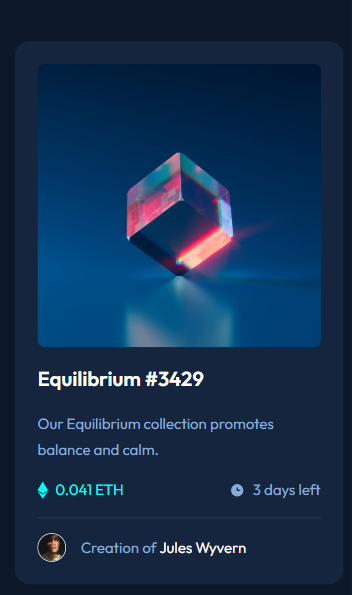 Equilibrium #3429
Our Equilibrium collection promotes
balance and calm.
0.041 ETH
3 days left
Creation of Jules Wyvern